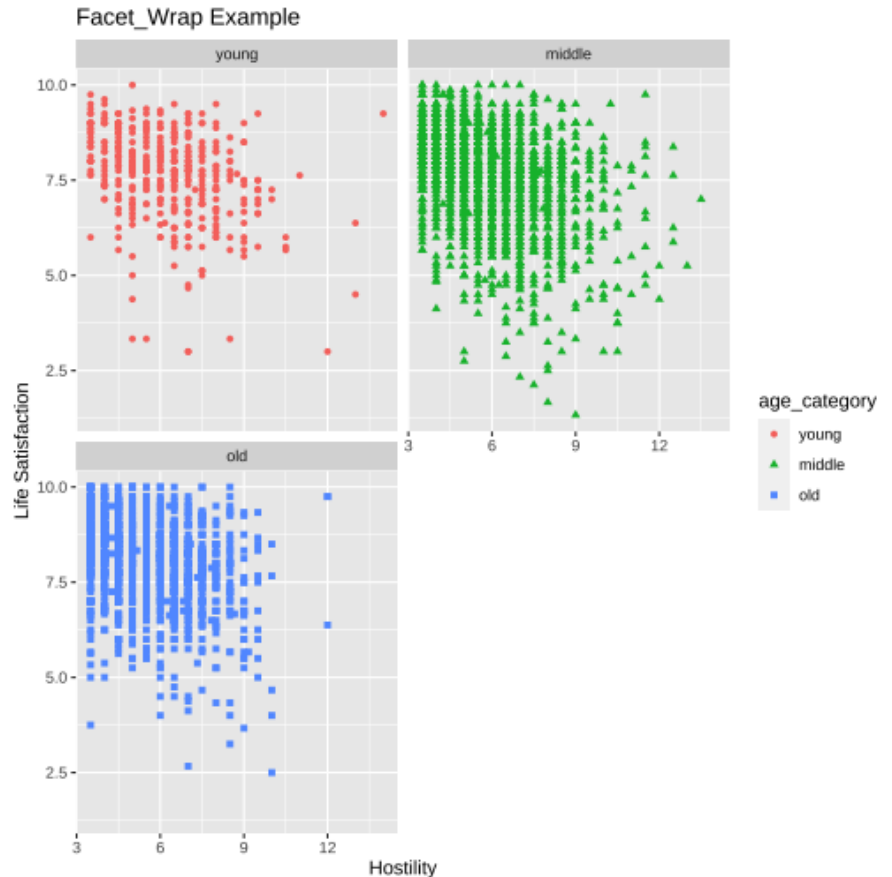 Facet_Wrap Example
young
middle
10.0
7.5
5.0
2.5
3 6 9 12
old
10.0
7.5
5.0
2.5
3 6 9 12
Life Satisfaction
Hostility
age_category
young
middle
old